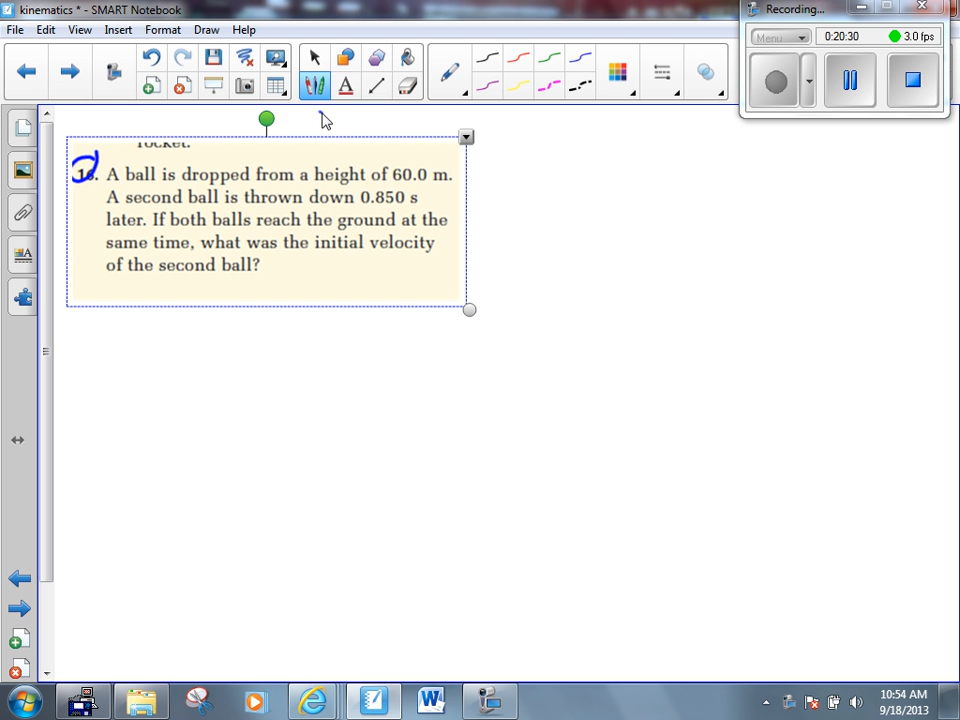 kinematics * - SMART Notebook
File Edit View Insert Format Draw Help
Recording...
Menu 0:20:30 3.0 fps
rocket.
16. A ball is dropped from a height of 60.0 m.
A second ball is thrown down 0.850 s
later. If both balls reach the ground at the
same time, what was the initial velocity
of the second ball?
10:54 AM
9/18/2013